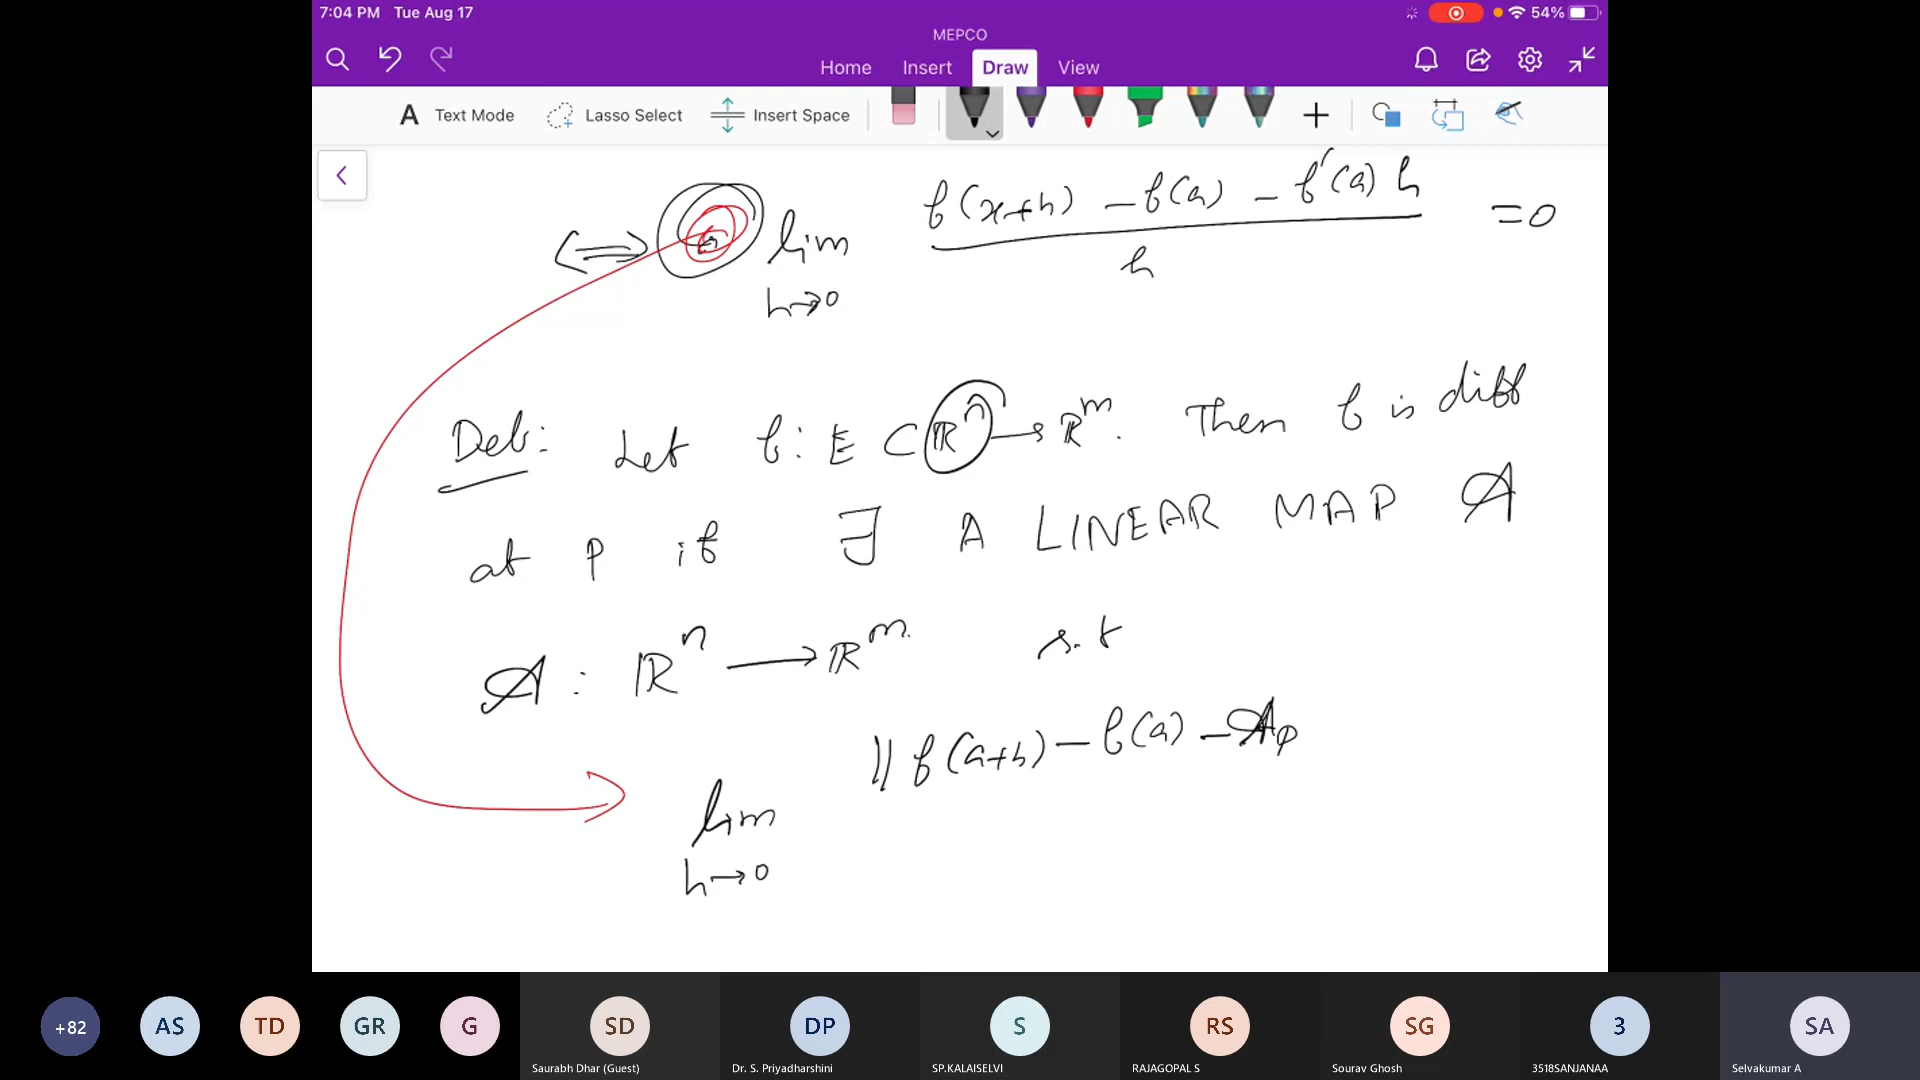 7:04 PM Tue Aug 17 54%
MEPCO
Home Insert Draw View
A Text Mode Lasso Select Insert Space
⟺ lim h→0 f(x+h) - f(a) - f'(a) h / h = 0
Def: Let f: E ⊂ ℝⁿ → ℝᵐ. Then f is diff
at p if ∃ A LINEAR MAP A
A : ℝⁿ → ℝᵐ s.t
lim h→0 || f(a+h) - f(a) - A
+82 AS TD GR G SD DP S RS SG 3 SA
Saurabh Dhar (Guest) Dr. S. Priyadharshini SP.KALAISELVI RAJAGOPAL S Sourav Ghosh 3518SANJANAA Selvakumar A